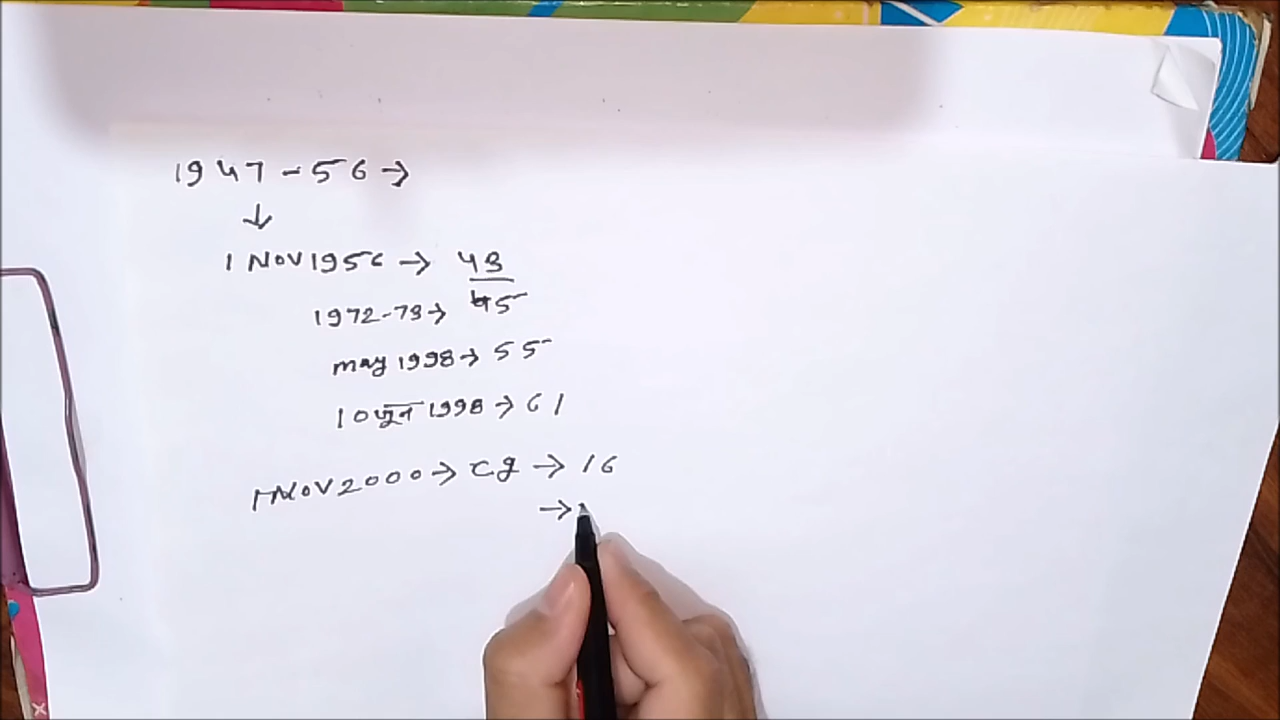 1947 - 56 →
↓
1 NOV 1956 → 43
1972-73 → 45
may 1998 → 55
10 जून 1998 → 61
1 NOV 2000 → cg → 16
→